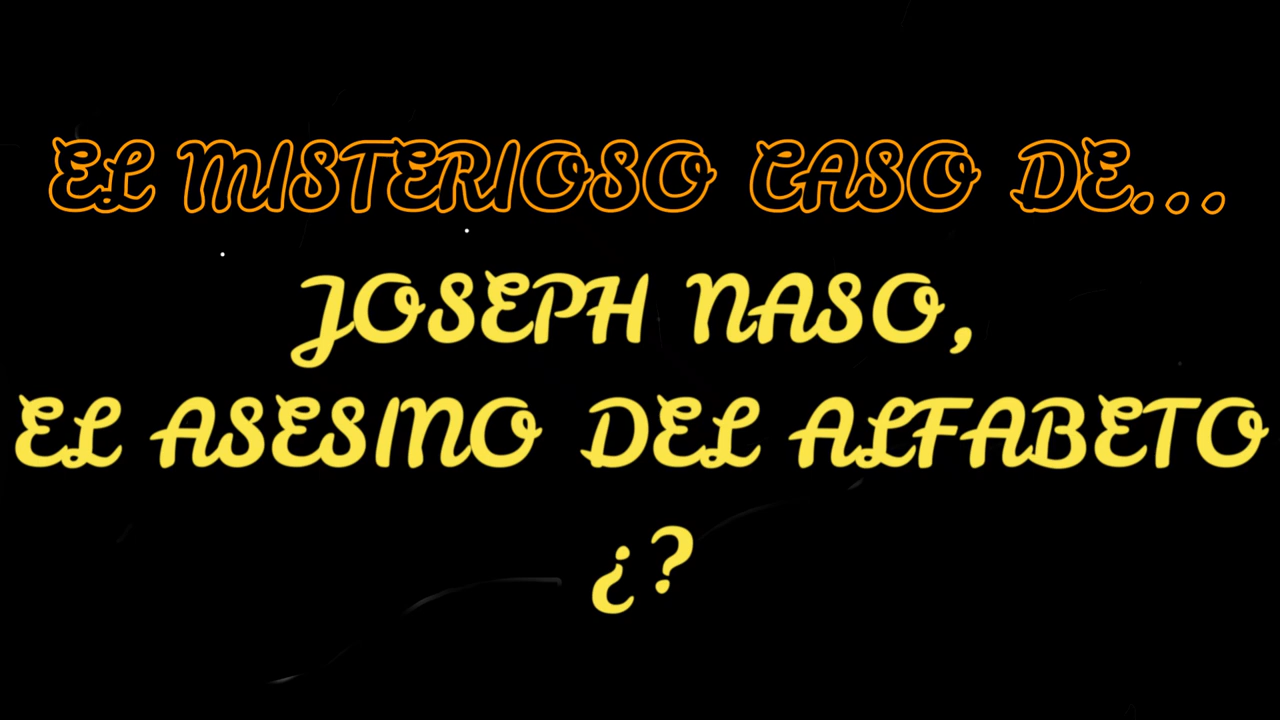 EL MISTERIOSO CASO DE...
JOSEPH NASO,
EL ASESINO DEL ALFABETO
¿?